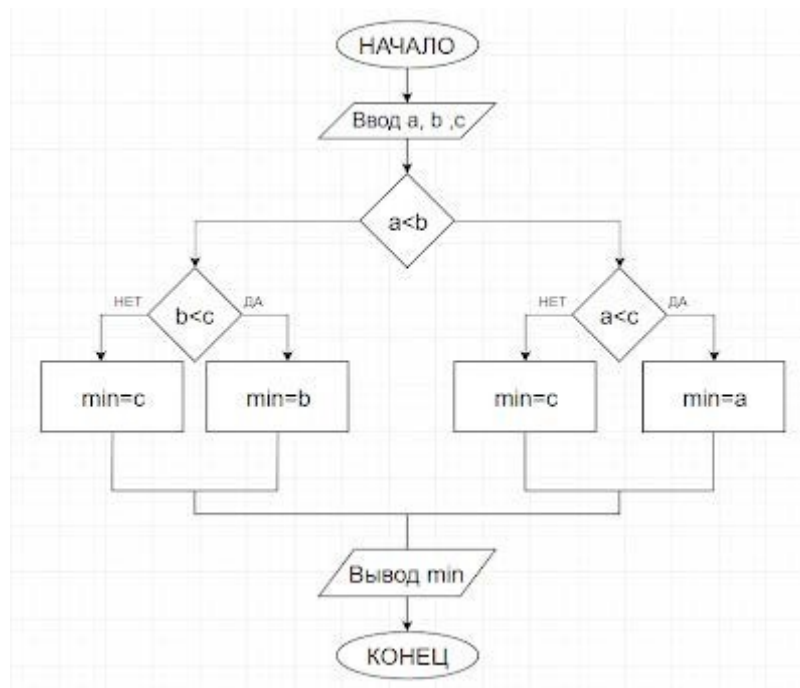 НАЧАЛО
Ввод a, b ,c
a<b
НЕТ
b<c
ДА
НЕТ
a<c
ДА
min=c
min=b
min=c
min=a
Вывод min
КОНЕЦ